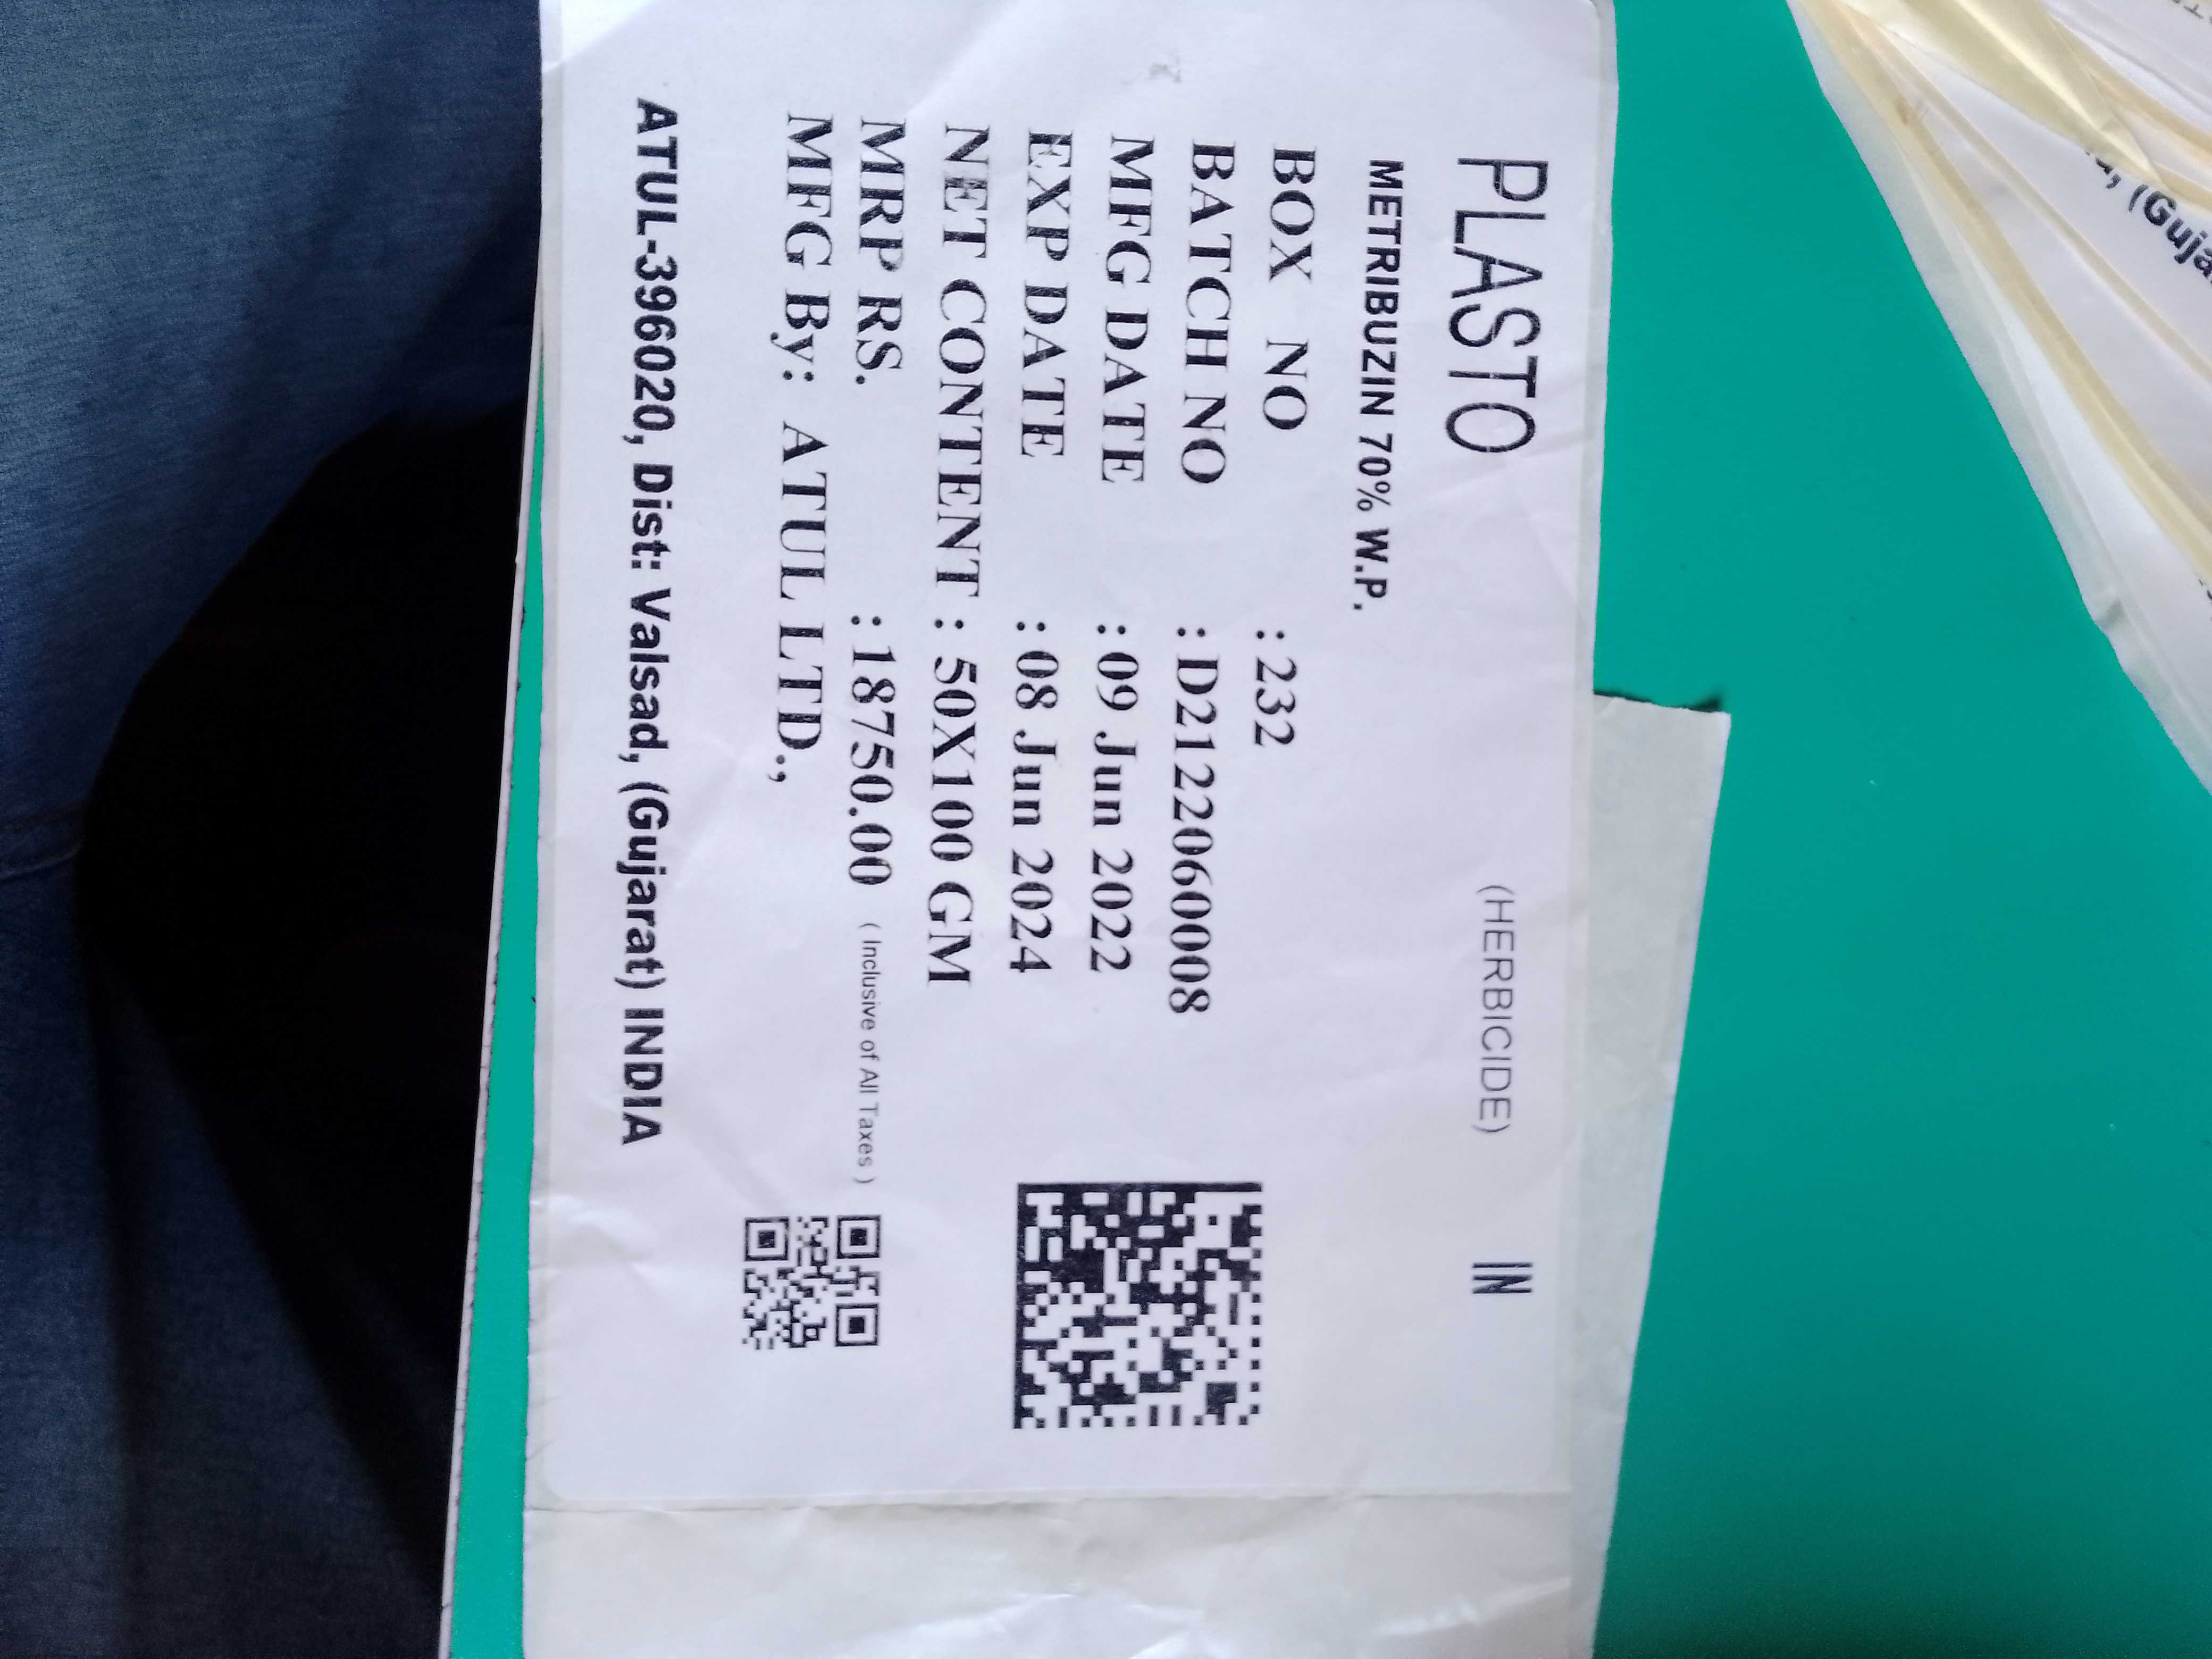 PLASTO (HERBICIDE) IN
METRIBUZIN 70% W.P.
BOX NO : 232
BATCH NO : D2122060008
MFG DATE : 09 Jun 2022
EXP DATE : 08 Jun 2024
NET CONTENT : 50X100 GM
MRP RS. : 18750.00 ( Inclusive of All Taxes )
MFG By: ATUL LTD.,
ATUL-396020, Dist: Valsad, (Gujarat) INDIA